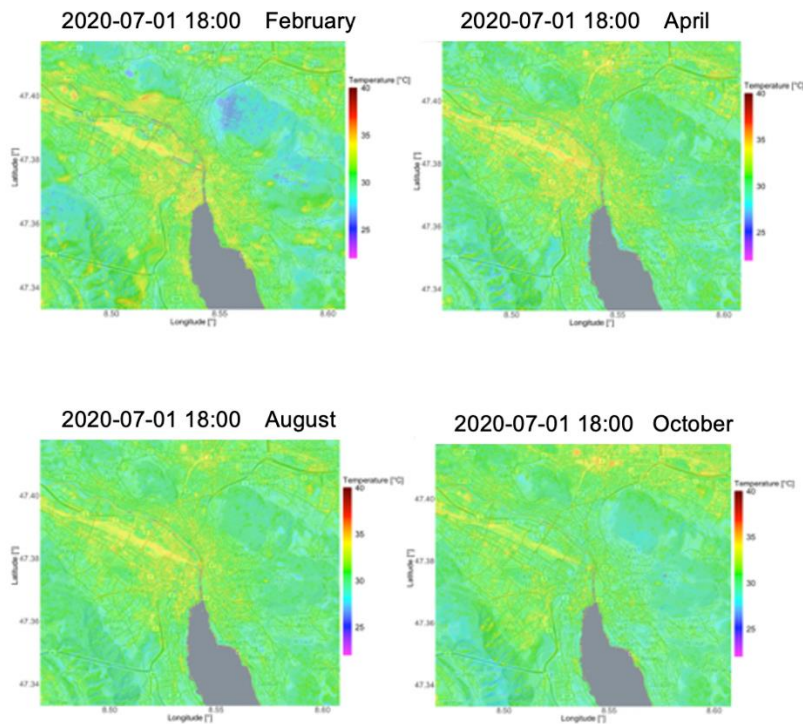 2020-07-01 18:00 February
2020-07-01 18:00 April
Temperature [°C]
40
35
30
25
Latitude [°]
47.40
47.38
47.36
47.34
8.50
8.55
8.60
Longitude [°]
Temperature [°C]
40
35
30
25
Latitude [°]
47.40
47.38
47.36
47.34
8.50
8.55
8.60
Longitude [°]
2020-07-01 18:00 August
2020-07-01 18:00 October
Temperature [°C]
40
35
30
25
Latitude [°]
47.40
47.38
47.36
47.34
8.50
8.55
8.60
Longitude [°]
Temperature [°C]
40
35
30
25
Latitude [°]
47.40
47.38
47.36
47.34
8.50
8.55
8.60
Longitude [°]